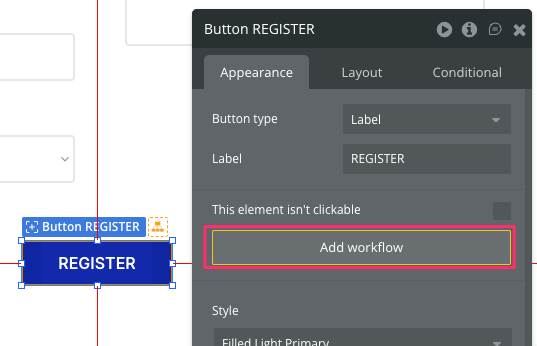 Button REGISTER
Appearance Layout Conditional
Button type Label
Label REGISTER
This element isn't clickable
Add workflow
Style
Filled Light Primary
Button REGISTER
REGISTER